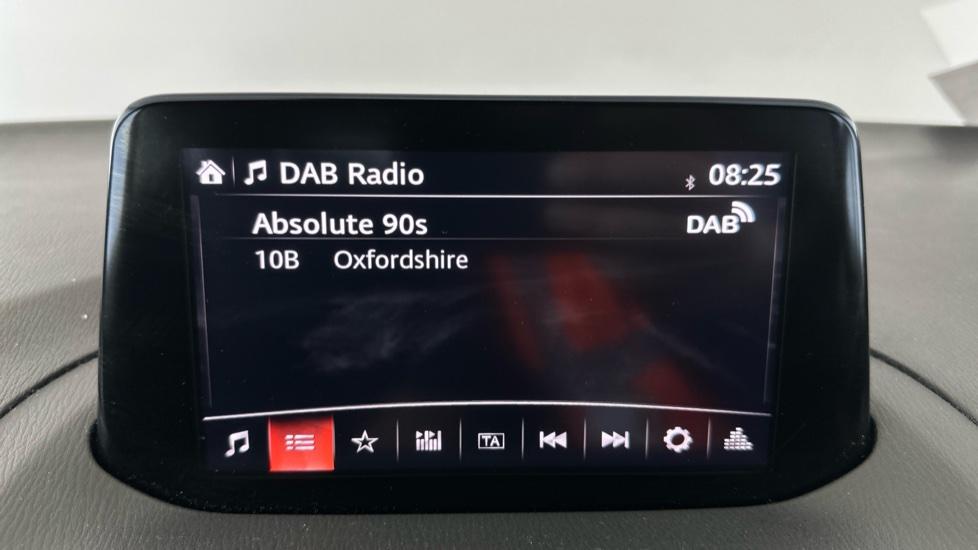 DAB Radio 08:25
Absolute 90s DAB
10B Oxfordshire
TA